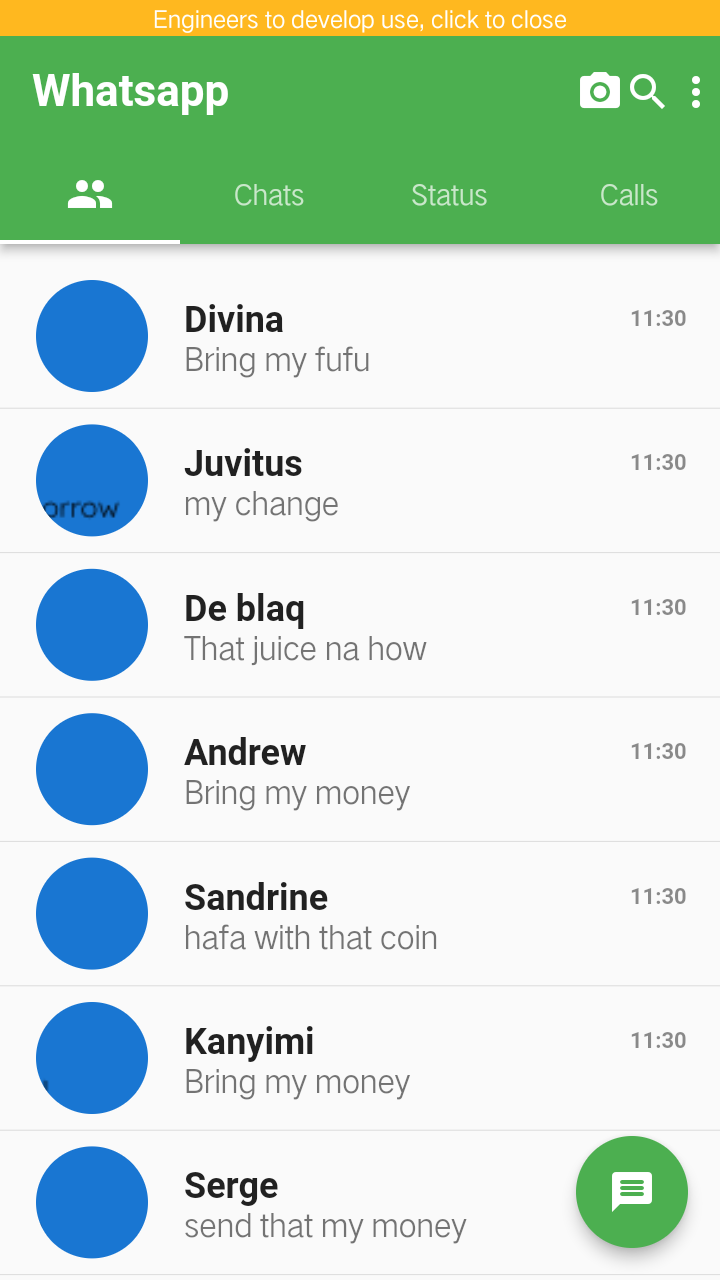 Engineers to develop use, click to close
Whatsapp
Chats Status Calls
Divina 11:30
Bring my fufu
Juvitus 11:30
my change
orrow
De blaq 11:30
That juice na how
Andrew 11:30
Bring my money
Sandrine 11:30
hafa with that coin
Kanyimi 11:30
Bring my money
Serge
send that my money